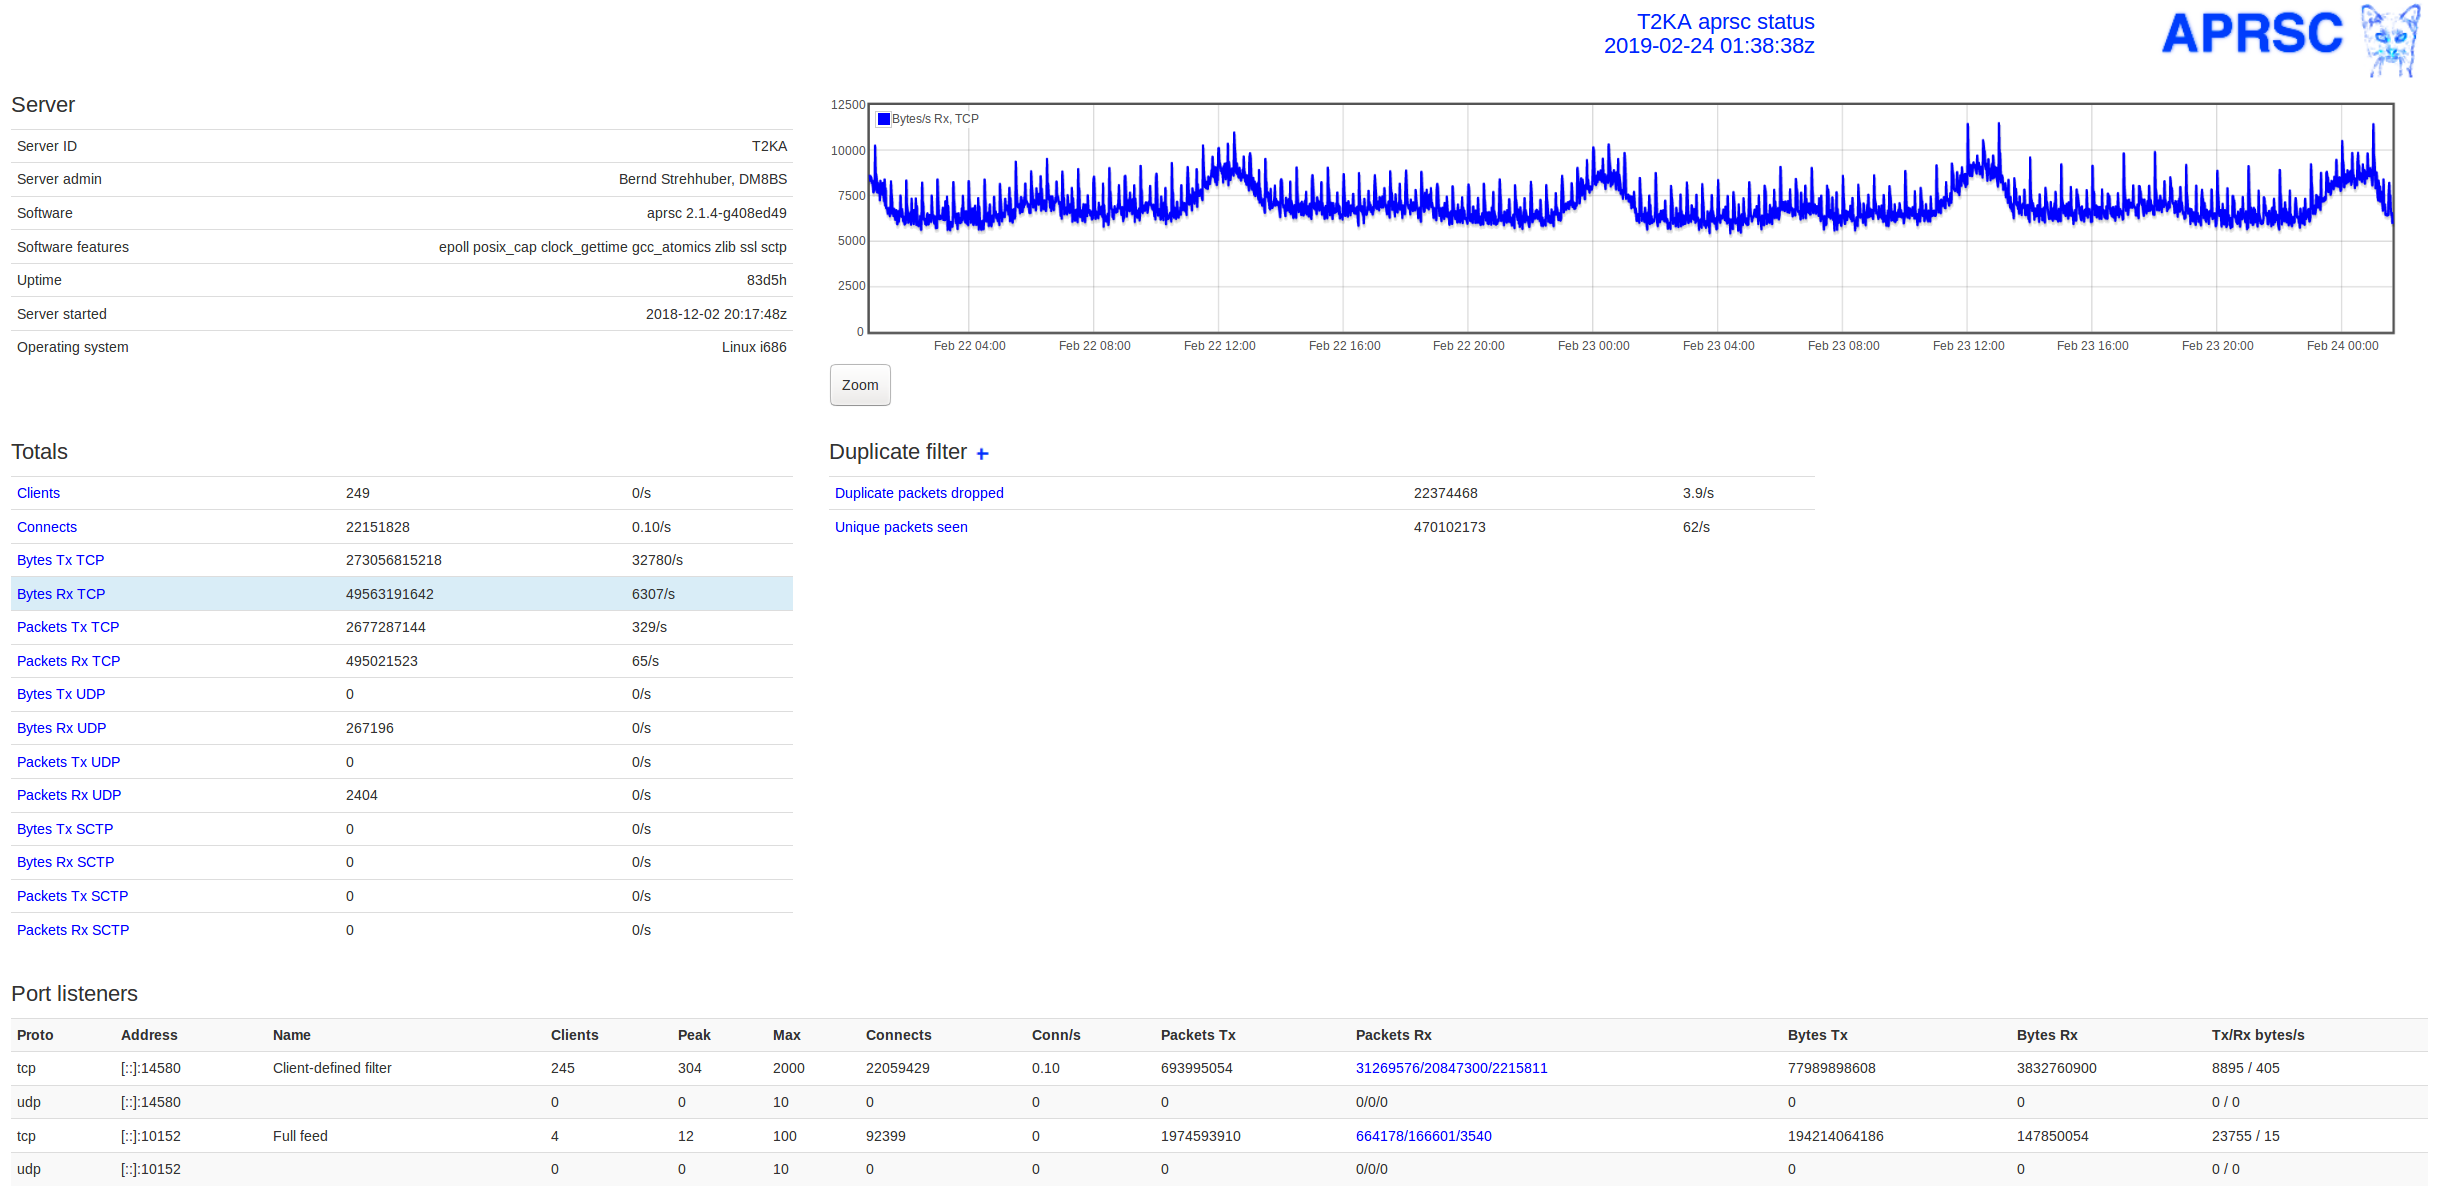 T2KA aprsc status
2019-02-24 01:38:38z
APRSC
Server
Server ID T2KA
Server admin Bernd Strehhuber, DM8BS
Software aprsc 2.1.4-g408ed49
Software features epoll posix_cap clock_gettime gcc_atomics zlib ssl sctp
Uptime 83d5h
Server started 2018-12-02 20:17:48z
Operating system Linux i686
12500
10000
7500
5000
2500
0
Bytes/s Rx, TCP
Feb 22 04:00 Feb 22 08:00 Feb 22 12:00 Feb 22 16:00 Feb 22 20:00 Feb 23 00:00 Feb 23 04:00 Feb 23 08:00 Feb 23 12:00 Feb 23 16:00 Feb 23 20:00 Feb 24 00:00
Zoom
Totals
Clients 249 0/s
Connects 22151828 0.10/s
Bytes Tx TCP 273056815218 32780/s
Bytes Rx TCP 49563191642 6307/s
Packets Tx TCP 2677287144 329/s
Packets Rx TCP 495021523 65/s
Bytes Tx UDP 0 0/s
Bytes Rx UDP 267196 0/s
Packets Tx UDP 0 0/s
Packets Rx UDP 2404 0/s
Bytes Tx SCTP 0 0/s
Bytes Rx SCTP 0 0/s
Packets Tx SCTP 0 0/s
Packets Rx SCTP 0 0/s
Duplicate filter +
Duplicate packets dropped 22374468 3.9/s
Unique packets seen 470102173 62/s
Port listeners
Proto Address Name Clients Peak Max Connects Conn/s Packets Tx Packets Rx Bytes Tx Bytes Rx Tx/Rx bytes/s
tcp [::]:14580 Client-defined filter 245 304 2000 22059429 0.10 693995054 31269576/20847300/2215811 77989898608 3832760900 8895 / 405
udp [::]:14580 0 0 10 0 0 0 0/0/0 0 0 0 / 0
tcp [::]:10152 Full feed 4 12 100 92399 0 1974593910 664178/166601/3540 194214064186 147850054 23755 / 15
udp [::]:10152 0 0 10 0 0 0 0/0/0 0 0 0 / 0